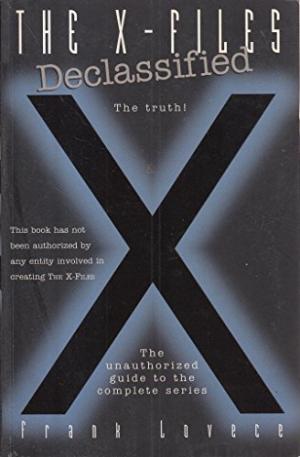 THE X-FILES
Declassified
The truth!
This book has not
been authorized by
any entity involved in
creating THE X-FILES
X
The
unauthorized
guide to the
complete series
Frank Lovece